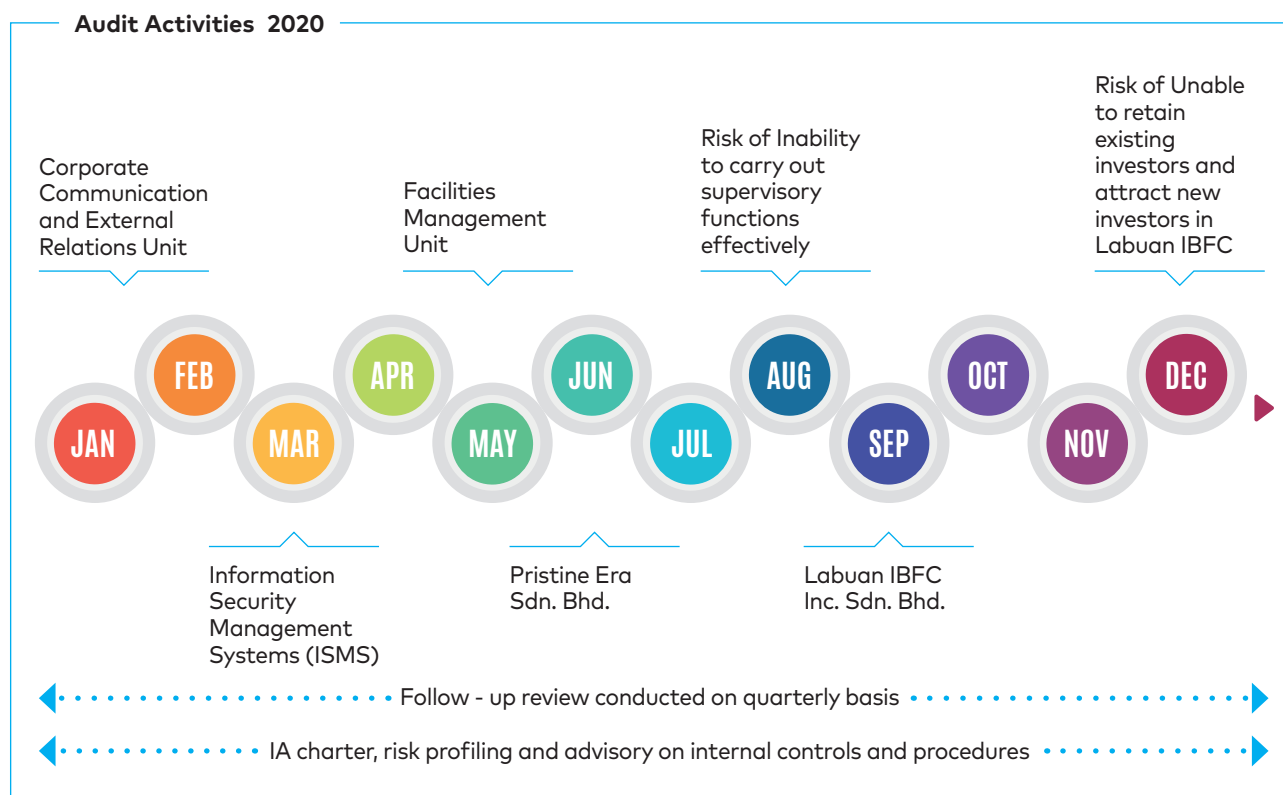 Audit Activities 2020
Corporate
Communication
and External
Relations Unit
Facilities
Management
Unit
Risk of Inability
to carry out
supervisory
functions
effectively
Risk of Unable
to retain
existing
investors and
attract new
investors in
Labuan IBFC
JAN
FEB
MAR
APR
MAY
JUN
JUL
AUG
SEP
OCT
NOV
DEC
Information
Security
Management
Systems (ISMS)
Pristine Era
Sdn. Bhd.
Labuan IBFC
Inc. Sdn. Bhd.
Follow - up review conducted on quarterly basis
IA charter, risk profiling and advisory on internal controls and procedures